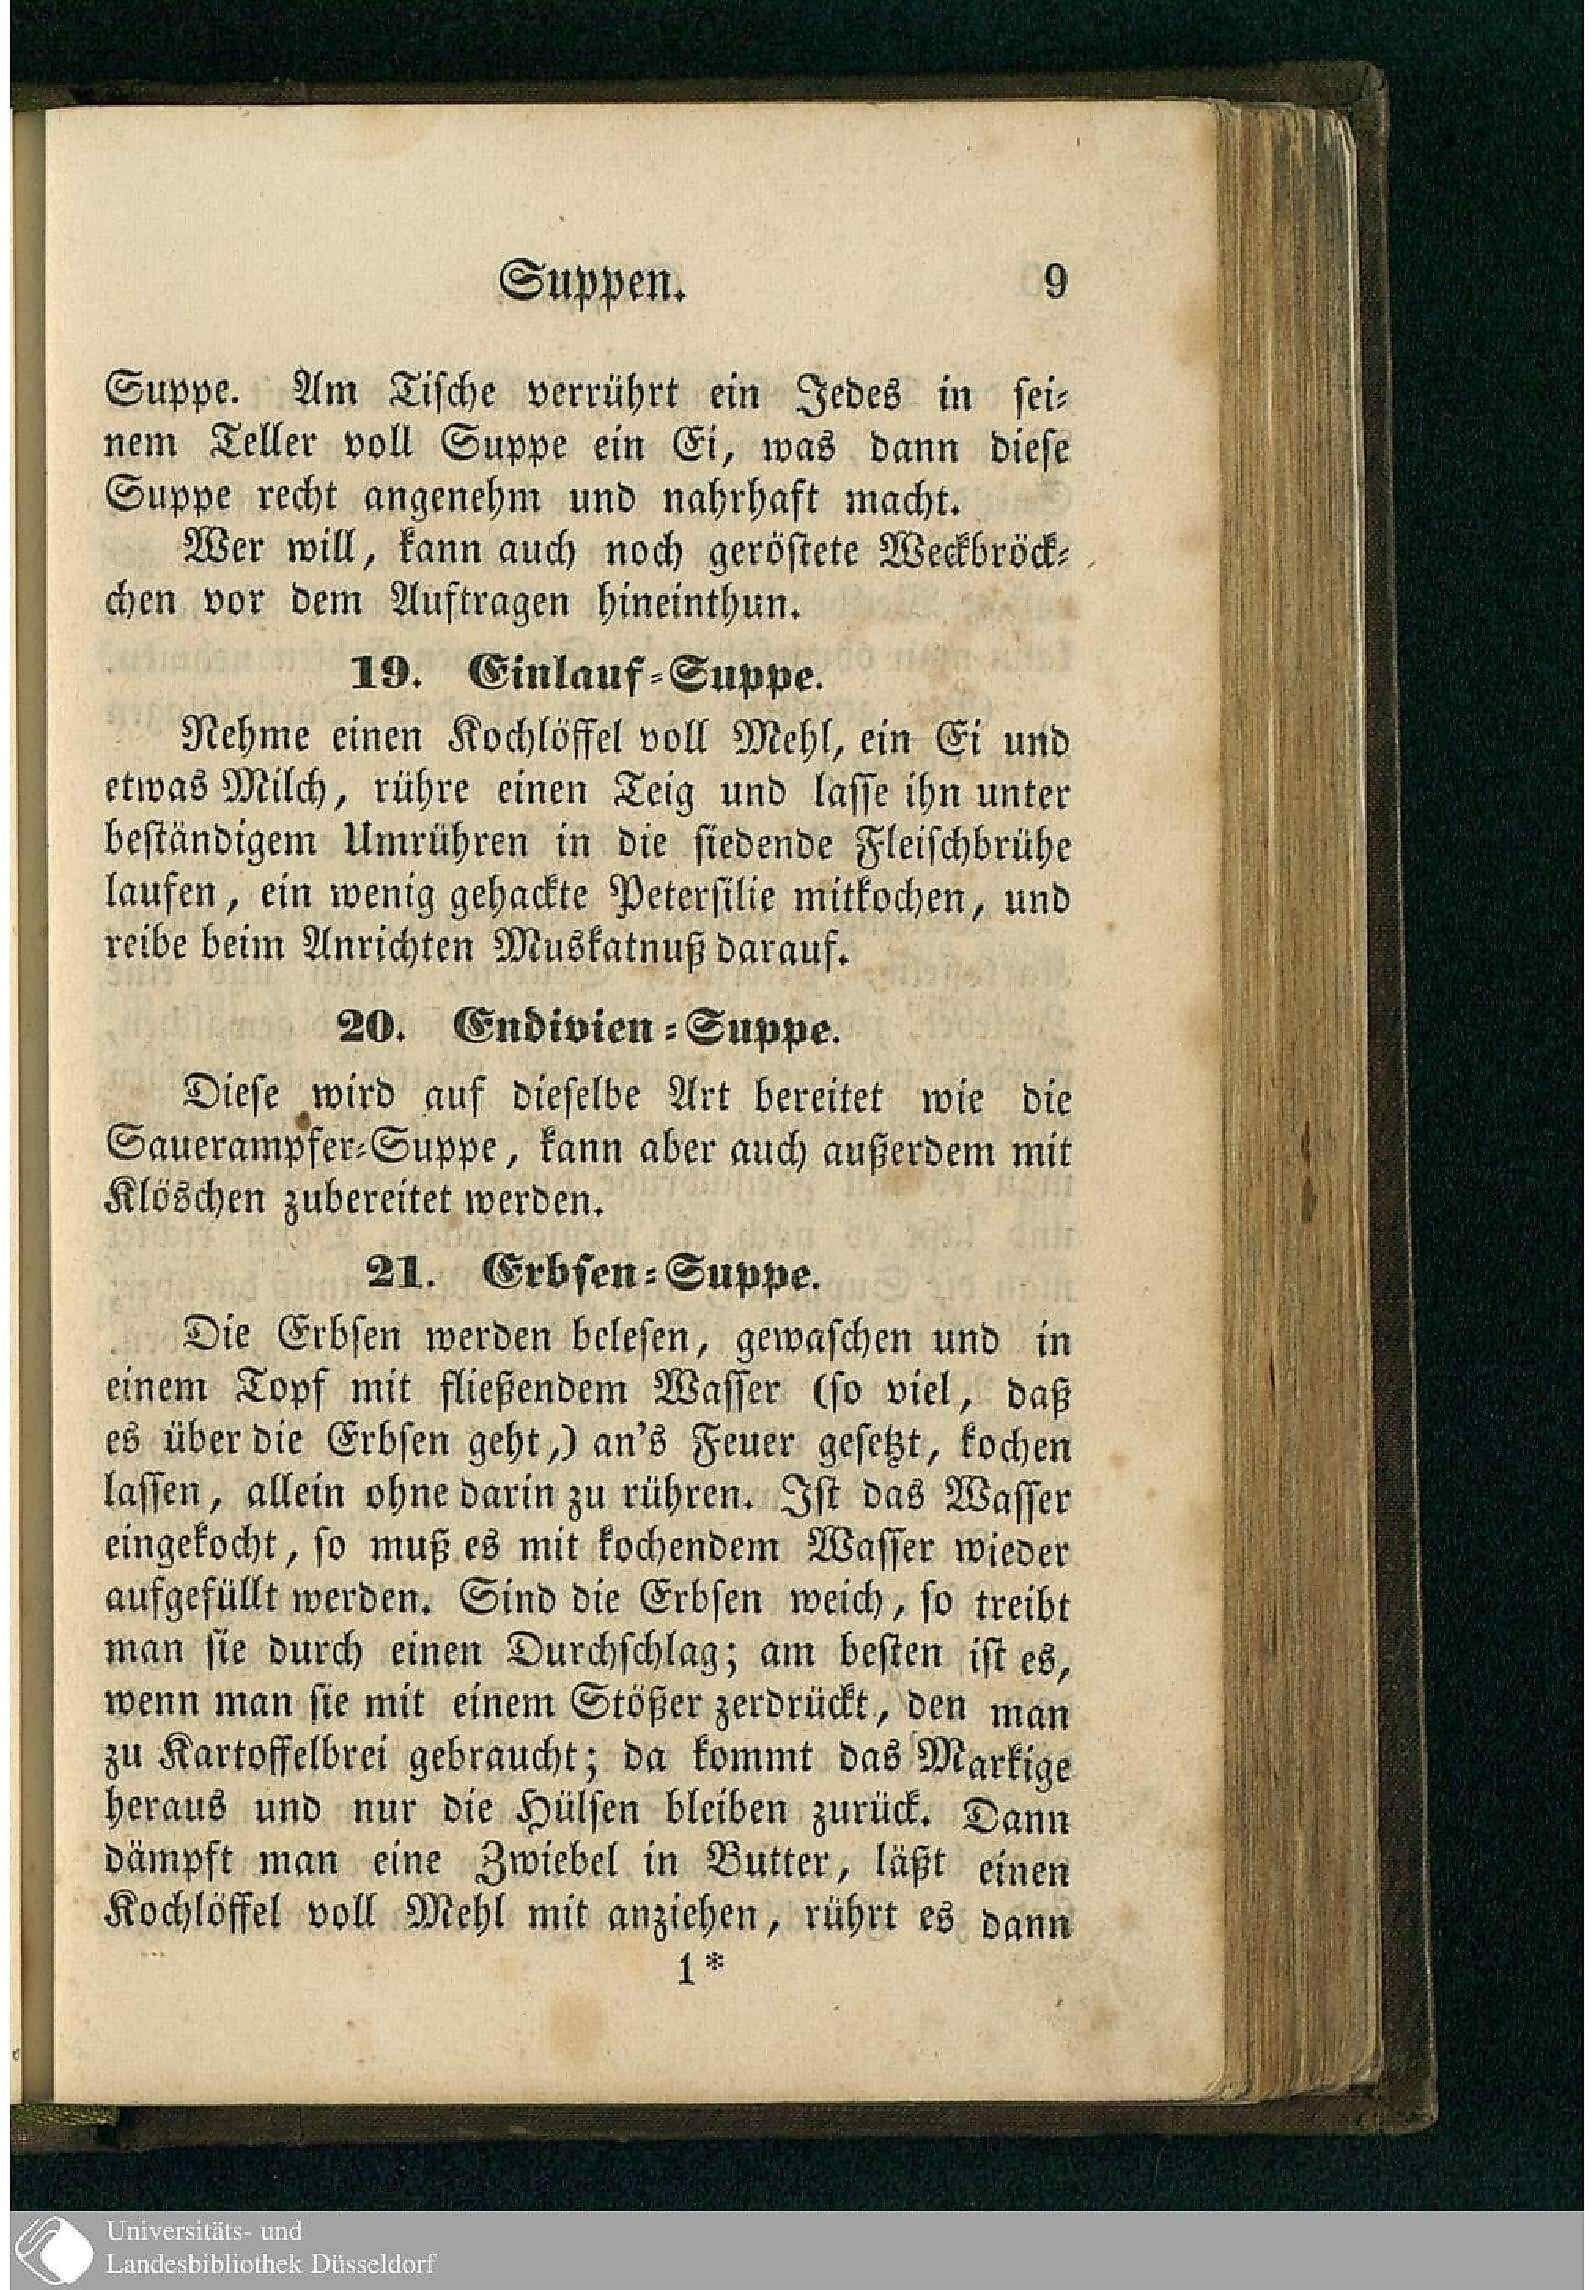 Suppen. 9
Suppe. Am Tische verrührt ein Jedes in sei-
nem Teller voll Suppe ein Ei, was dann diese
Suppe recht angenehm und nahrhaft macht.
Wer will, kann auch noch geröstete Weckbröck-
chen vor dem Auftragen hineinthun.
19. Einlauf-Suppe.
Nehme einen Kochlöffel voll Mehl, ein Ei und
etwas Milch, rühre einen Teig und lasse ihn unter
beständigem Umrühren in die siedende Fleischbrühe
laufen, ein wenig gehackte Petersilie mitkochen, und
reibe beim Anrichten Muskatnuß darauf.
20. Endivien-Suppe.
Diese wird auf dieselbe Art bereitet wie die
Sauerampfer-Suppe, kann aber auch außerdem mit
Klöschen zubereitet werden.
21. Erbsen-Suppe.
Die Erbsen werden belesen, gewaschen und in
einem Topf mit fließendem Wasser (so viel, daß
es über die Erbsen geht,) an's Feuer gesetzt, kochen
lassen, allein ohne darin zu rühren. Ist das Wasser
eingekocht, so muß es mit kochendem Wasser wieder
aufgefüllt werden. Sind die Erbsen weich, so treibt
man sie durch einen Durchschlag; am besten ist es,
wenn man sie mit einem Stößer zerdrückt, den man
zu Kartoffelbrei gebraucht; da kommt das Markige
heraus und nur die Hülsen bleiben zurück. Dann
dämpft man eine Zwiebel in Butter, läßt einen
Kochlöffel voll Mehl mit anziehen, rührt es dann
1*
Universitäts- und
Landesbibliothek Düsseldorf